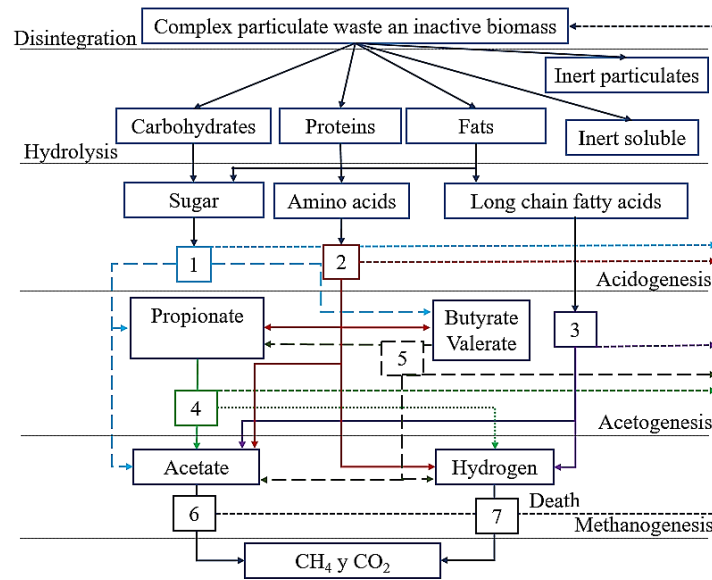 Complex particulate waste an inactive biomass
Disintegration
Inert particulates
Carbohydrates
Proteins
Fats
Inert soluble
Hydrolysis
Sugar
Amino acids
Long chain fatty acids
1
2
Acidogenesis
Propionate
Butyrate
Valerate
3
5
4
Acetogenesis
Acetate
Hydrogen
6
7
Death
Methanogenesis
CH₄ y CO₂